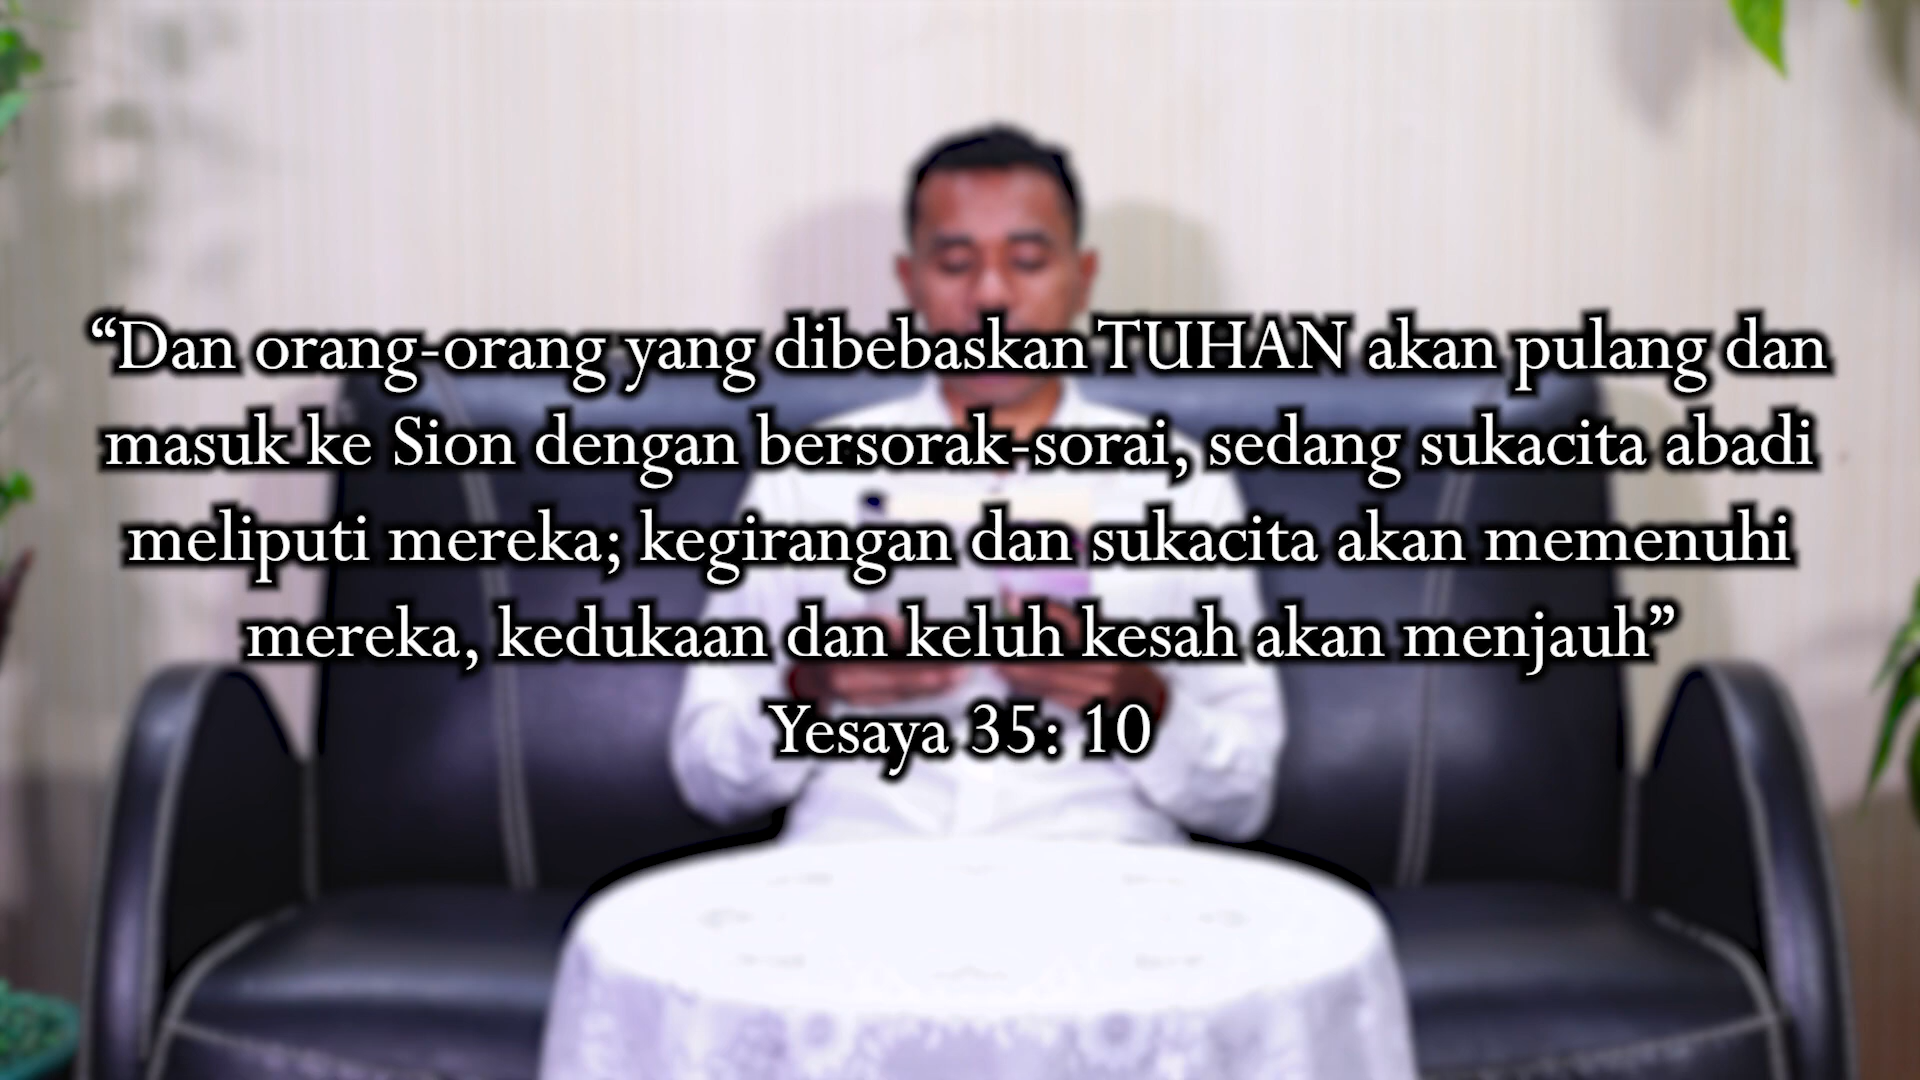 “Dan orang-orang yang dibebaskan TUHAN akan pulang dan
masuk ke Sion dengan bersorak-sorai, sedang sukacita abadi
meliputi mereka; kegirangan dan sukacita akan memenuhi
mereka, kedukaan dan keluh kesah akan menjauh”
Yesaya 35: 10